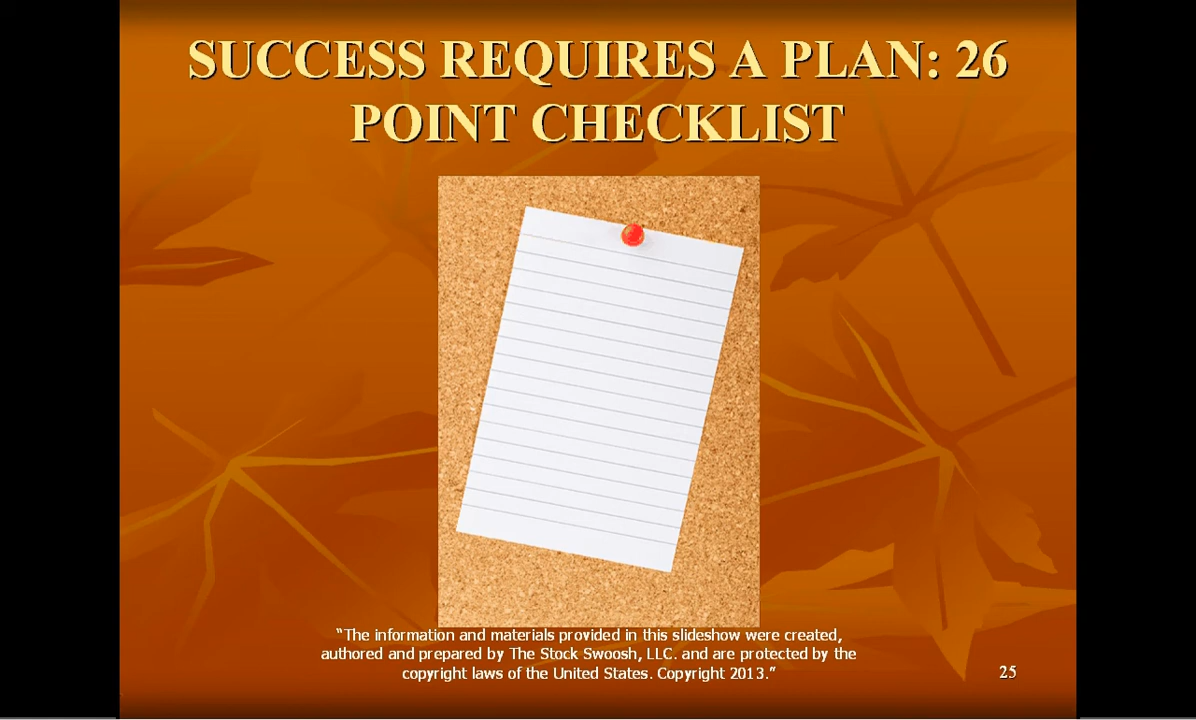 SUCCESS REQUIRES A PLAN: 26
POINT CHECKLIST
“The information and materials provided in this slideshow were created,
authored and prepared by The Stock Swoosh, LLC. and are protected by the
copyright laws of the United States. Copyright 2013.”
25